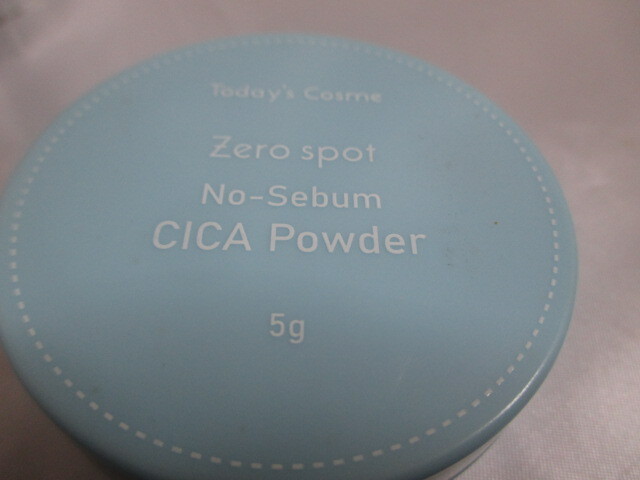 Today's Cosme
Zero spot
No-Sebum
CICA Powder
5g